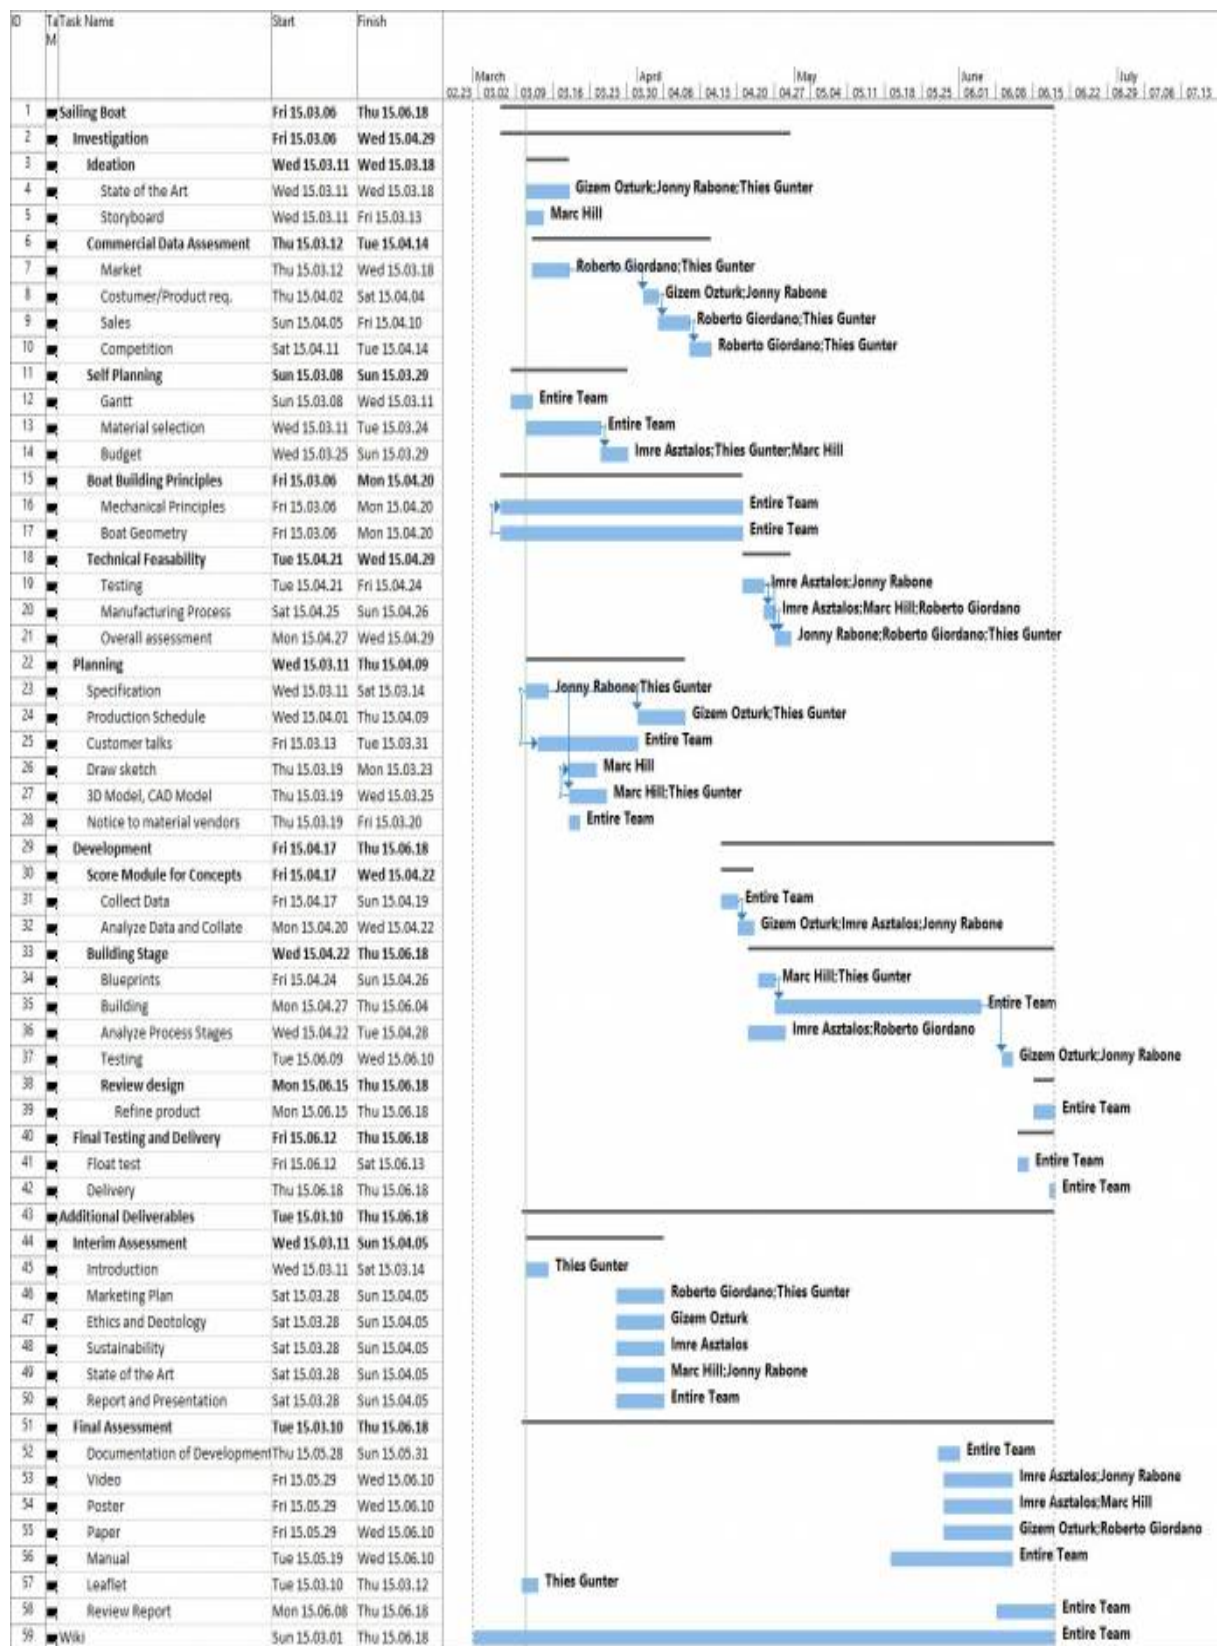 ID Ta Task Name Start Finish
M
March April May June July
02.23 03.02 03.09 03.16 03.23 03.30 04.06 04.13 04.20 04.27 05.04 05.11 05.18 05.25 06.01 06.08 06.15 06.22 06.29 07.06 07.13
1 Sailing Boat Fri 15.03.06 Thu 15.06.18
2 Investigation Fri 15.03.06 Wed 15.04.29
3 Ideation Wed 15.03.11 Wed 15.03.18
4 State of the Art Wed 15.03.11 Wed 15.03.18 Gizem Ozturk;Jonny Rabone;Thies Gunter
5 Storyboard Wed 15.03.11 Fri 15.03.13 Marc Hill
6 Commercial Data Assesment Thu 15.03.12 Tue 15.04.14
7 Market Thu 15.03.12 Wed 15.03.18 Roberto Giordano;Thies Gunter
8 Costumer/Product req. Thu 15.04.02 Sat 15.04.04 Gizem Ozturk;Jonny Rabone
9 Sales Sun 15.04.05 Fri 15.04.10 Roberto Giordano;Thies Gunter
10 Competition Sat 15.04.11 Tue 15.04.14 Roberto Giordano;Thies Gunter
11 Self Planning Sun 15.03.08 Sun 15.03.29
12 Gantt Sun 15.03.08 Wed 15.03.11 Entire Team
13 Material selection Wed 15.03.11 Tue 15.03.24 Entire Team
14 Budget Wed 15.03.25 Sun 15.03.29 Imre Asztalos;Thies Gunter;Marc Hill
15 Boat Building Principles Fri 15.03.06 Mon 15.04.20
16 Mechanical Principles Fri 15.03.06 Mon 15.04.20 Entire Team
17 Boat Geometry Fri 15.03.06 Mon 15.04.20 Entire Team
18 Technical Feasability Tue 15.04.21 Wed 15.04.29
19 Testing Tue 15.04.21 Fri 15.04.24 Imre Asztalos;Jonny Rabone
20 Manufacturing Process Sat 15.04.25 Sun 15.04.26 Imre Asztalos;Marc Hill;Roberto Giordano
21 Overall assessment Mon 15.04.27 Wed 15.04.29 Jonny Rabone;Roberto Giordano;Thies Gunter
22 Planning Wed 15.03.11 Thu 15.04.09
23 Specification Wed 15.03.11 Sat 15.03.14 Jonny Rabone;Thies Gunter
24 Production Schedule Wed 15.04.01 Thu 15.04.09 Gizem Ozturk;Thies Gunter
25 Customer talks Fri 15.03.13 Tue 15.03.31 Entire Team
26 Draw sketch Thu 15.03.19 Mon 15.03.23 Marc Hill
27 3D Model, CAD Model Thu 15.03.19 Wed 15.03.25 Marc Hill;Thies Gunter
28 Notice to material vendors Thu 15.03.19 Fri 15.03.20 Entire Team
29 Development Fri 15.04.17 Thu 15.06.18
30 Score Module for Concepts Fri 15.04.17 Wed 15.04.22
31 Collect Data Fri 15.04.17 Sun 15.04.19 Entire Team
32 Analyze Data and Collate Mon 15.04.20 Wed 15.04.22 Gizem Ozturk;Imre Asztalos;Jonny Rabone
33 Building Stage Wed 15.04.22 Thu 15.06.18
34 Blueprints Fri 15.04.24 Sun 15.04.26 Marc Hill;Thies Gunter
35 Building Mon 15.04.27 Thu 15.06.04 Entire Team
36 Analyze Process Stages Wed 15.04.22 Tue 15.04.28 Imre Asztalos;Roberto Giordano
37 Testing Tue 15.06.09 Wed 15.06.10 Gizem Ozturk;Jonny Rabone
38 Review design Mon 15.06.15 Thu 15.06.18
39 Refine product Mon 15.06.15 Thu 15.06.18 Entire Team
40 Final Testing and Delivery Fri 15.06.12 Thu 15.06.18
41 Float test Fri 15.06.12 Sat 15.06.13 Entire Team
42 Delivery Thu 15.06.18 Thu 15.06.18 Entire Team
43 Additional Deliverables Tue 15.03.10 Thu 15.06.18
44 Interim Assessment Wed 15.03.11 Sun 15.04.05
45 Introduction Wed 15.03.11 Sat 15.03.14 Thies Gunter
46 Marketing Plan Sat 15.03.28 Sun 15.04.05 Roberto Giordano;Thies Gunter
47 Ethics and Deotology Sat 15.03.28 Sun 15.04.05 Gizem Ozturk
48 Sustainability Sat 15.03.28 Sun 15.04.05 Imre Asztalos
49 State of the Art Sat 15.03.28 Sun 15.04.05 Marc Hill;Jonny Rabone
50 Report and Presentation Sat 15.03.28 Sun 15.04.05 Entire Team
51 Final Assessment Tue 15.03.10 Thu 15.06.18
52 Documentation of Development Thu 15.05.28 Sun 15.05.31 Entire Team
53 Video Fri 15.05.29 Wed 15.06.10 Imre Asztalos;Jonny Rabone
54 Poster Fri 15.05.29 Wed 15.06.10 Imre Asztalos;Marc Hill
55 Paper Fri 15.05.29 Wed 15.06.10 Gizem Ozturk;Roberto Giordano
56 Manual Tue 15.05.19 Wed 15.06.10 Entire Team
57 Leaflet Tue 15.03.10 Thu 15.03.12 Thies Gunter
58 Review Report Mon 15.06.08 Thu 15.06.18 Entire Team
59 Wiki Sun 15.03.01 Thu 15.06.18 Entire Team